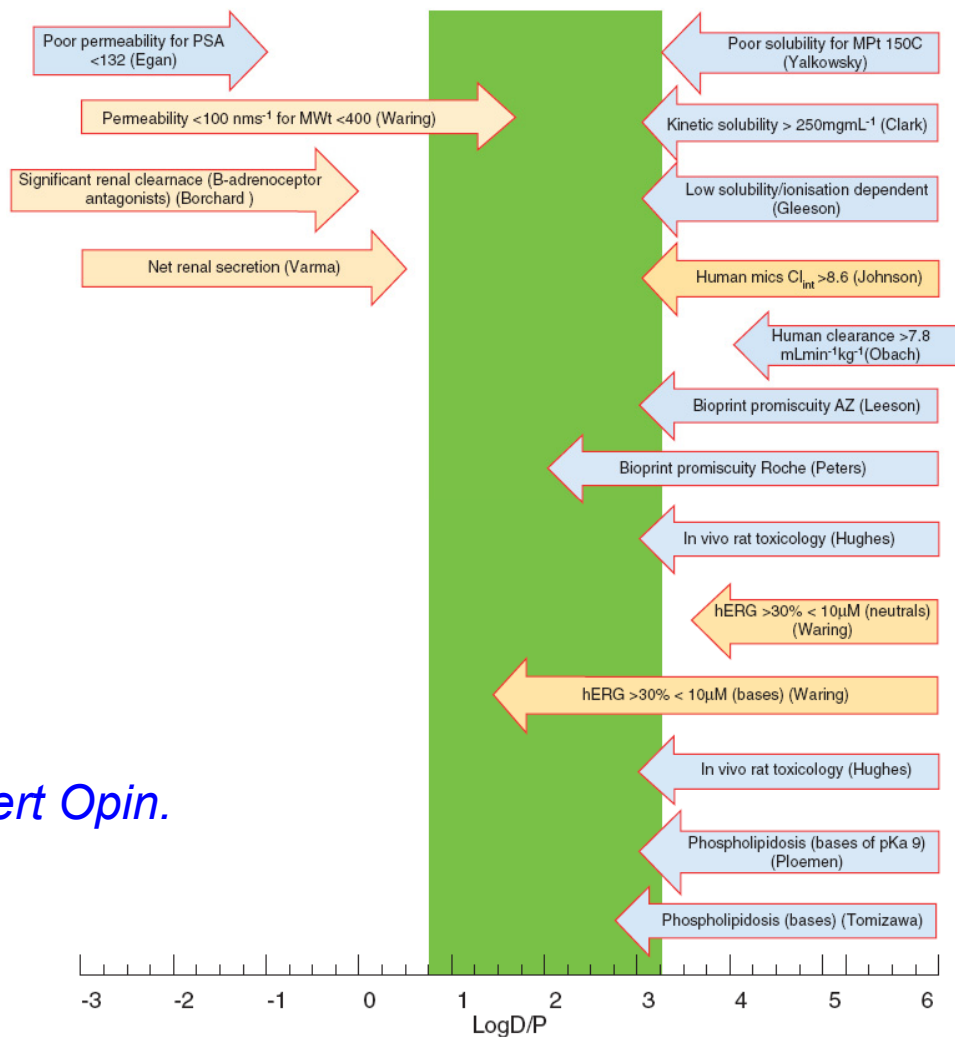 Poor permeability for PSA
<132 (Egan)
Permeability <100 nms⁻¹ for MWt <400 (Waring)
Significant renal clearnace (B-adrenoceptor
antagonists) (Borchard )
Net renal secretion (Varma)
Poor solubility for MPt 150C
(Yalkowsky)
Kinetic solubility > 250mgmL⁻¹ (Clark)
Low solubility/ionisation dependent
(Gleeson)
Human mics Cl_int >8.6 (Johnson)
Human clearance >7.8
mLmin⁻¹kg⁻¹(Obach)
Bioprint promiscuity AZ (Leeson)
Bioprint promiscuity Roche (Peters)
In vivo rat toxicology (Hughes)
hERG >30% < 10µM (neutrals)
(Waring)
hERG >30% < 10µM (bases) (Waring)
In vivo rat toxicology (Hughes)
ert Opin.
Phospholipidosis (bases of pKa 9)
(Ploemen)
Phospholipidosis (bases) (Tomizawa)
-3 -2 -1 0 1 2 3 4 5 6
LogD/P